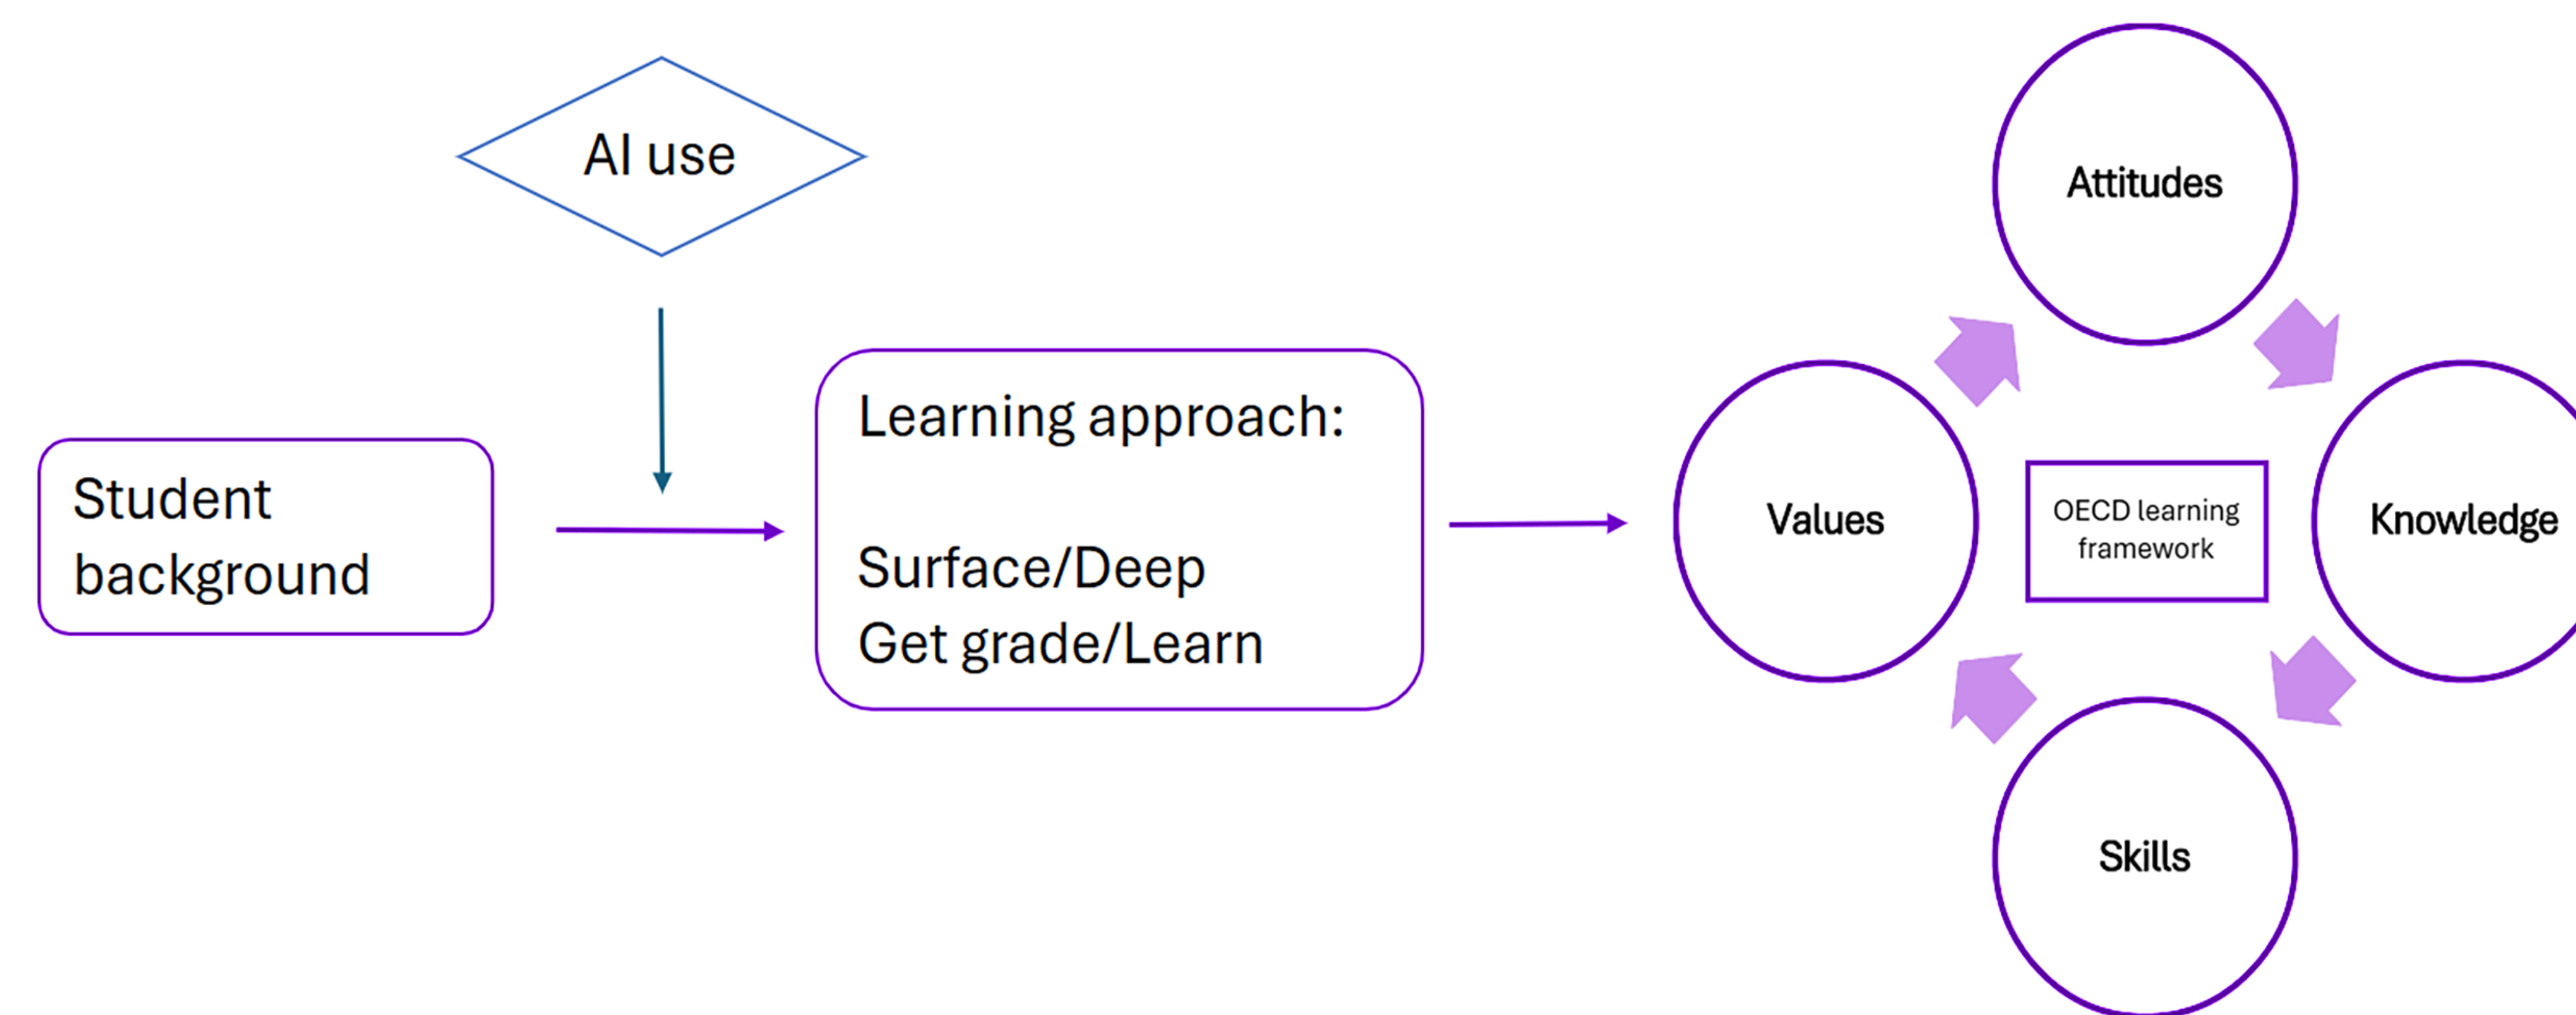 AI use
Student
background
Learning approach:
Surface/Deep
Get grade/Learn
Attitudes
Values
OECD learning
framework
Knowledge
Skills